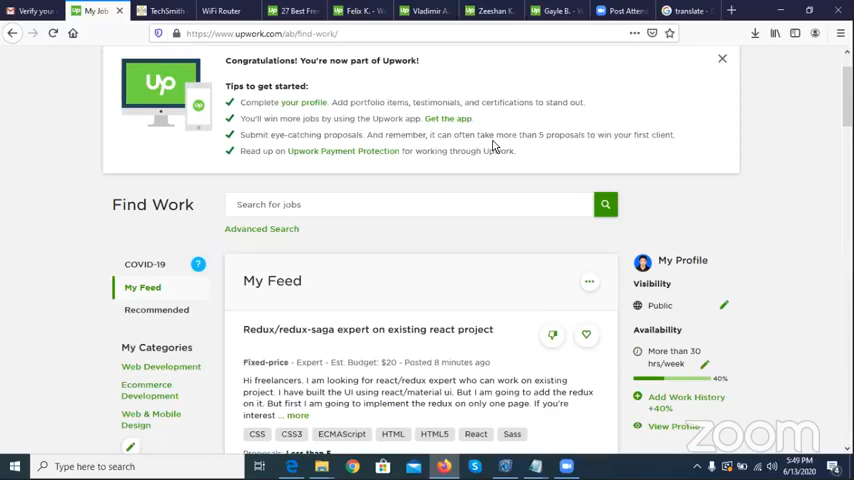 Verify your
My Job
TechSmith
WiFi Router
27 Best Free
Felix K. - W
Vladimir A.
Zeeshan K.
Gayle B. - W
Post Attend
translate - G
https://www.upwork.com/ab/find-work/
Up
Congratulations! You're now part of Upwork!
Tips to get started:
Complete your profile. Add portfolio items, testimonials, and certifications to stand out.
You'll win more jobs by using the Upwork app. Get the app.
Submit eye-catching proposals. And remember, it can often take more than 5 proposals to win your first client.
Read up on Upwork Payment Protection for working through Upwork.
Find Work
Search for jobs
Advanced Search
COVID-19 ?
My Feed
Recommended
My Categories
Web Development
Ecommerce
Development
Web & Mobile
Design
My Feed
Redux/redux-saga expert on existing react project
Fixed-price - Expert - Est. Budget: $20 - Posted 8 minutes ago
Hi freelancers. I am looking for react/redux expert who can work on existing
project. I have built the UI using react/material ui. But I am going to add the redux
on it. But first I am going to implement the redux on only one page. If you're
interest ... more
CSS CSS3 ECMAScript HTML HTML5 React Sass
Proposals: Less than 5
My Profile
Visibility
Public
Availability
More than 30
hrs/week
40%
Add Work History
+40%
View Profile
zoom
Type here to search
5:49 PM
6/13/2020
4